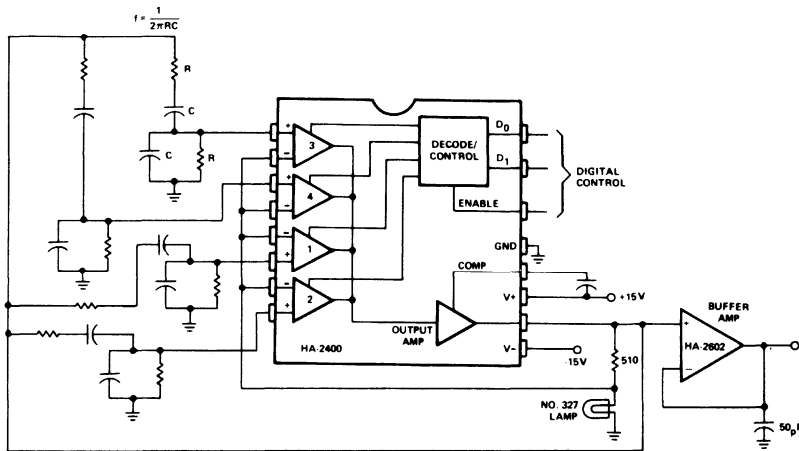 f = 1
2πRC
R
C
C
R
+
−
3
+
−
4
−
+
1
−
+
2
DECODE/
CONTROL
D0
D1
ENABLE
DIGITAL
CONTROL
GND
COMP
V+
+15V
OUTPUT
AMP
HA-2400
V−
-15V
510
NO. 327
LAMP
BUFFER
AMP
+
HA-2602
−
50pF